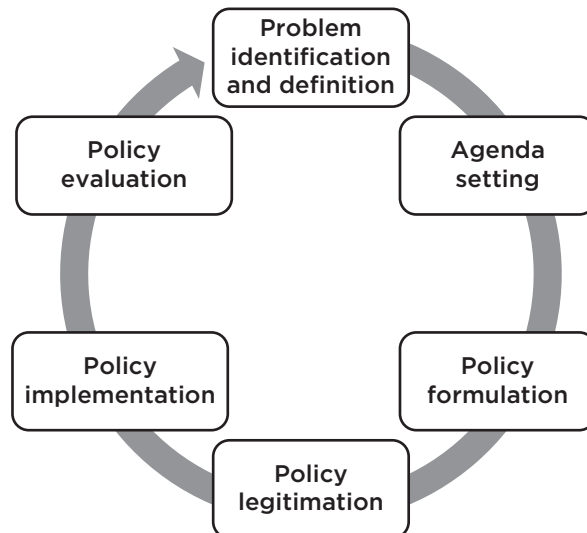 Problem
identification
and definition
Agenda
setting
Policy
formulation
Policy
legitimation
Policy
implementation
Policy
evaluation